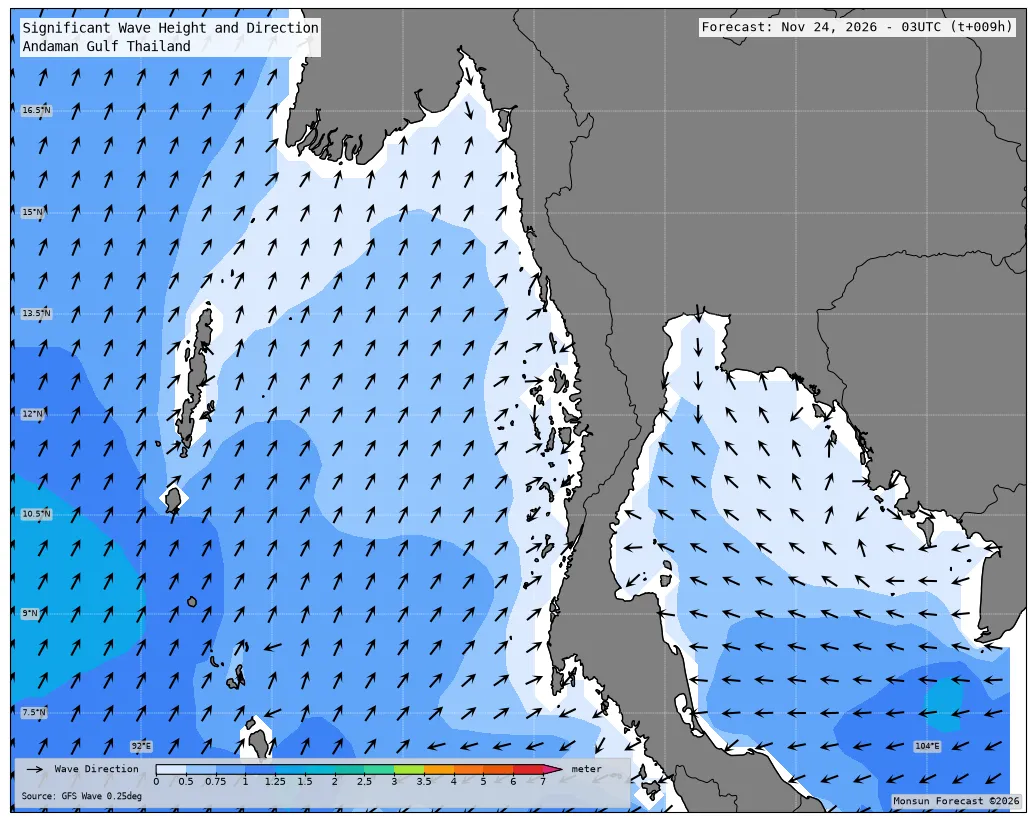 Significant Wave Height and Direction
Andaman Gulf Thailand
Forecast: Nov 24, 2026 - 03UTC (t+009h)
16.5°N
15°N
13.5°N
12°N
10.5°N
9°N
7.5°N
92°E
104°E
Wave Direction
0 0.5 0.75 1 1.25 1.5 2 2.5 3 3.5 4 5 6 7
meter
Source: GFS Wave 0.25deg
Monsun Forecast ©2026